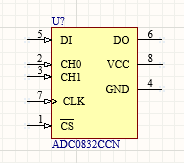 U?
5 DI DO 6
2 CH0 VCC 8
3 CH1
GND 4
7 CLK
1 CS
ADC0832CCN